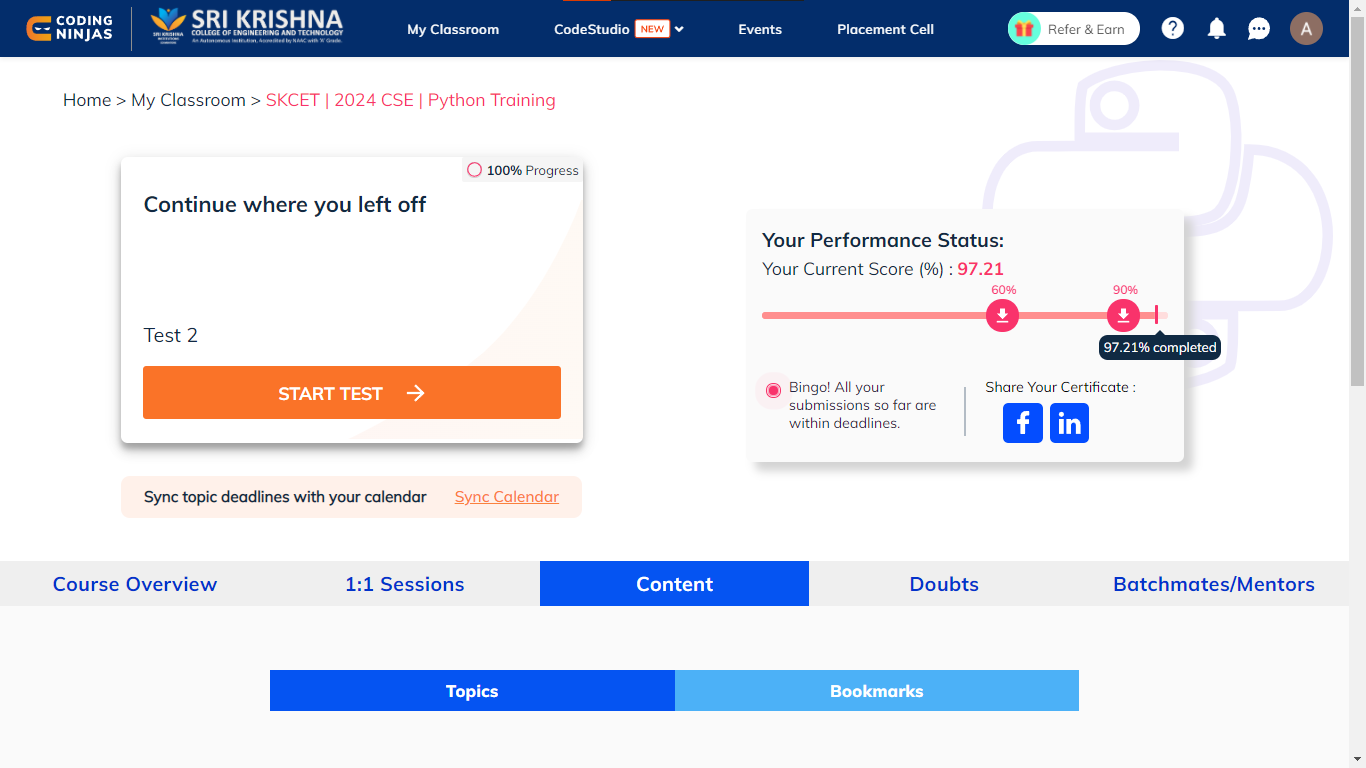 CODING
NINJAS
SRI KRISHNA
COLLEGE OF ENGINEERING AND TECHNOLOGY
An Autonomous Institution, Accredited by NAAC with 'A' Grade.
SRI KRISHNA
INSTITUTIONS
My Classroom
CodeStudio NEW
Events
Placement Cell
Refer & Earn
?
A
Home > My Classroom > SKCET | 2024 CSE | Python Training
100% Progress
Continue where you left off
Test 2
START TEST
Sync topic deadlines with your calendar Sync Calendar
Your Performance Status:
Your Current Score (%) : 97.21
60% 90%
97.21% completed
Bingo! All your
submissions so far are
within deadlines.
Share Your Certificate :
f in
Course Overview
1:1 Sessions
Content
Doubts
Batchmates/Mentors
Topics
Bookmarks